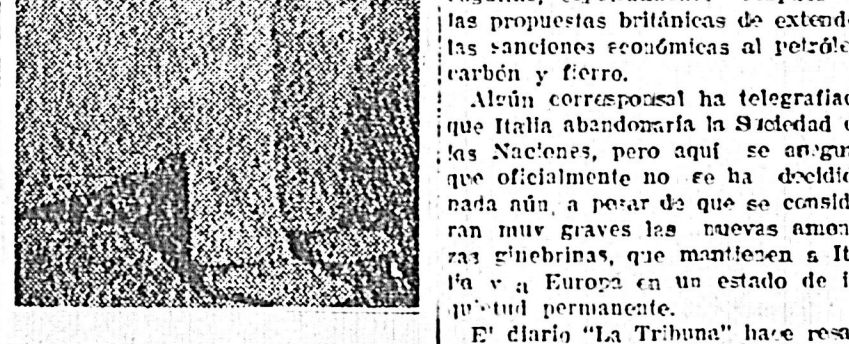 las propuestas británicas de extend
las sanciones económicas al petróle
carbón y fierro.
Algún corresponsal ha telegrafiad
que Italia abandonaría la Sociedad d
las Naciones, pero aquí se asegur
que oficialmente no se ha decidid
nada aún, a pesar de que se consid
ran muy graves las nuevas amen
zas ginebrinas, que mantienen a It
lia y a Europa en un estado de i
quietud permanente.
El diario "La Tribuna" hace resa